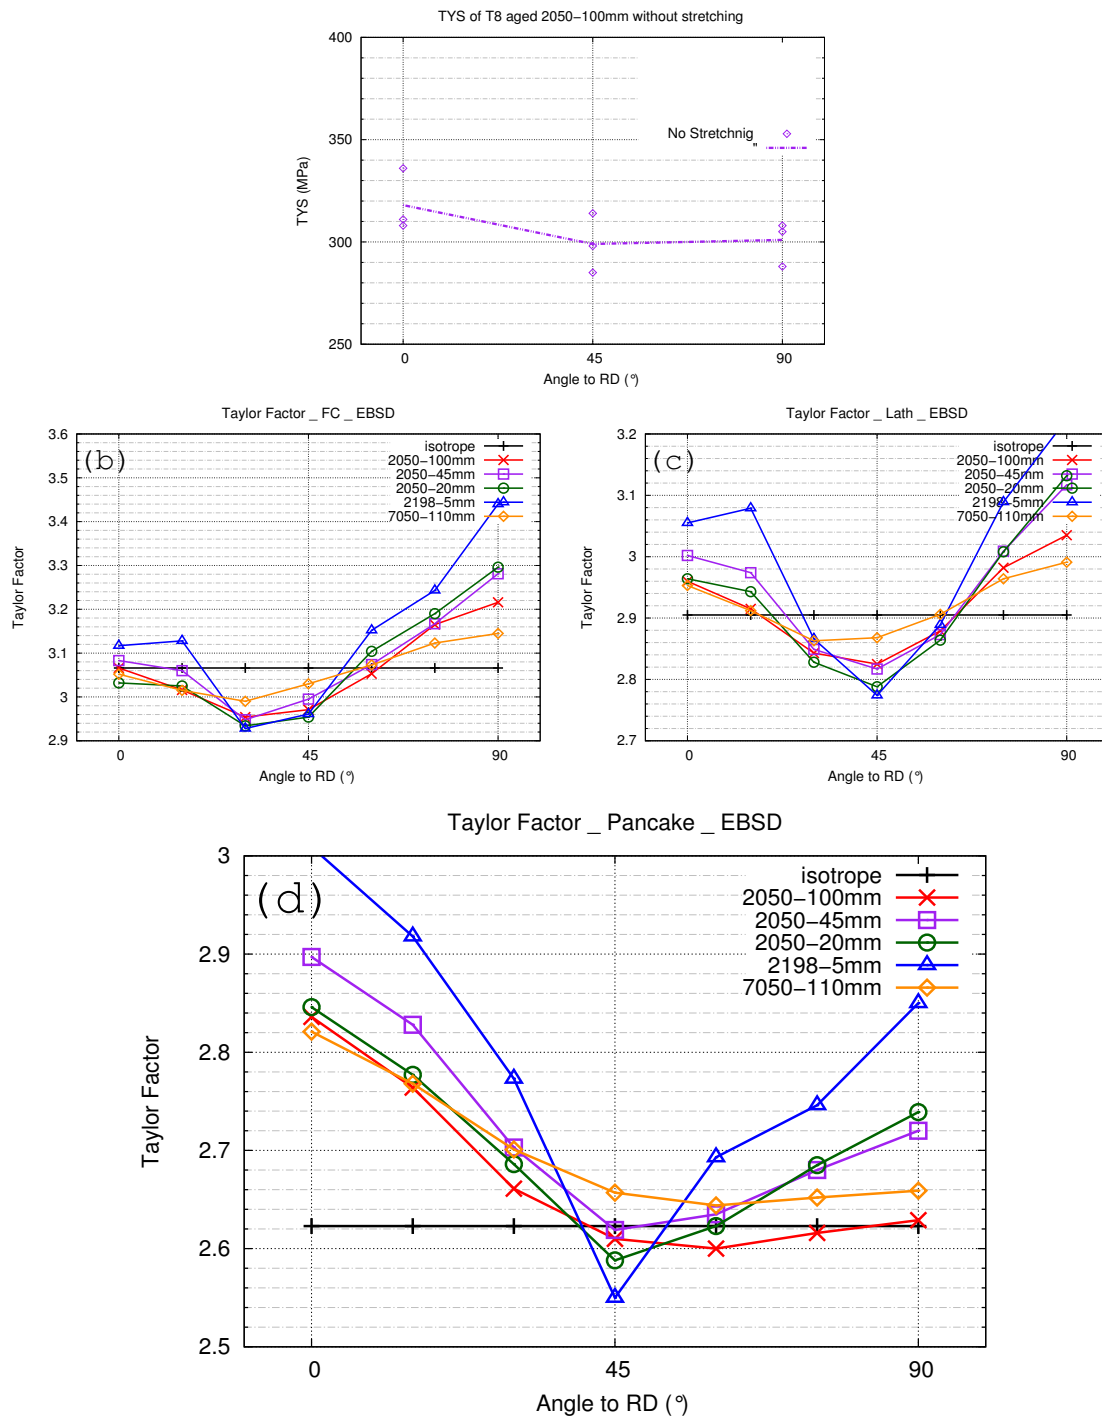 TYS of T8 aged 2050−100mm without stretching
400
350
300
250
TYS (MPa)
No Stretchnig
"
0 45 90
Angle to RD (°)
Taylor Factor _ FC _ EBSD
(b)
3.6
3.5
3.4
3.3
3.2
3.1
3
2.9
Taylor Factor
isotrope
2050−100mm
2050−45mm
2050−20mm
2198−5mm
7050−110mm
0 45 90
Angle to RD (°)
Taylor Factor _ Lath _ EBSD
(c)
3.2
3.1
3
2.9
2.8
2.7
Taylor Factor
isotrope
2050−100mm
2050−45mm
2050−20mm
2198−5mm
7050−110mm
0 45 90
Angle to RD (°)
Taylor Factor _ Pancake _ EBSD
(d)
3
2.9
2.8
2.7
2.6
2.5
Taylor Factor
isotrope
2050−100mm
2050−45mm
2050−20mm
2198−5mm
7050−110mm
0 45 90
Angle to RD (°)